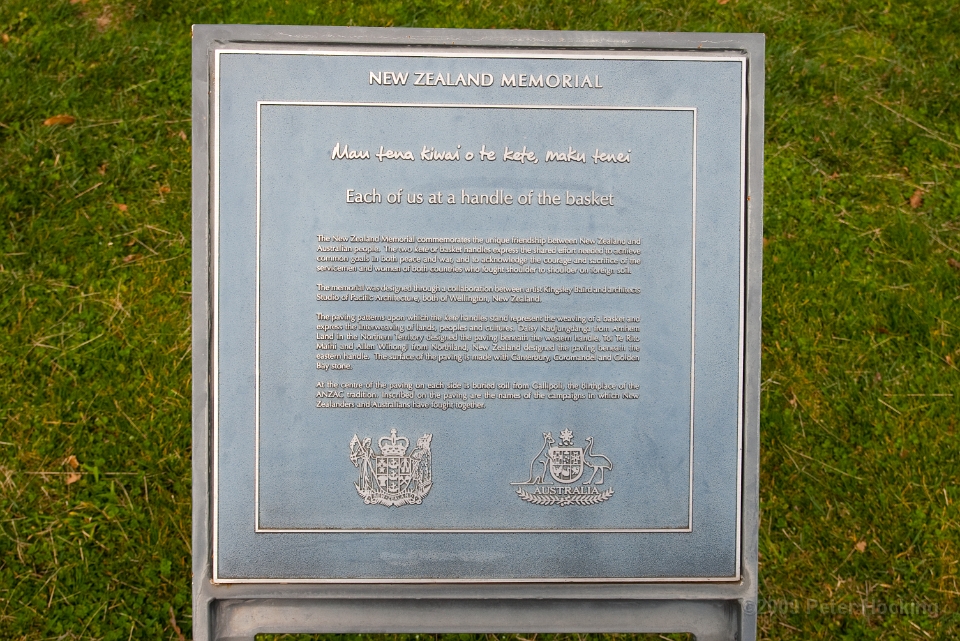 NEW ZEALAND MEMORIAL
Mau tena kiwai o te kete, maku tenei
Each of us at a handle of the basket
The New Zealand Memorial commemorates the unique friendship between New Zealand and
Australian people. The two kete or basket handles express the shared effort needed to achieve
common goals in both peace and war, and to acknowledge the courage and sacrifice of the
servicemen and women of both countries who fought shoulder to shoulder on foreign soil.
The memorial was designed through a collaboration between artist Kingsley Baird and architects
Studio of Pacific Architecture, both of Wellington, New Zealand.
The paving patterns upon which the kete handles stand represent the weaving of a basket and
express the interweaving of lands, peoples and cultures. Daisy Nadjungdanga from Arnhem
Land in the Northern Territory designed the paving beneath the western handle. Toi Te Rito
Maihi and Allen Wihongi from Northland, New Zealand designed the paving beneath the
eastern handle. The surface of the paving is made with Canterbury, Coromandel and Golden
Bay stone.
At the centre of the paving on each side is buried soil from Gallipoli, the birthplace of the
ANZAC tradition. Inscribed on the paving are the names of the campaigns in which New
Zealanders and Australians have fought together.
AUSTRALIA
Peter Hocking